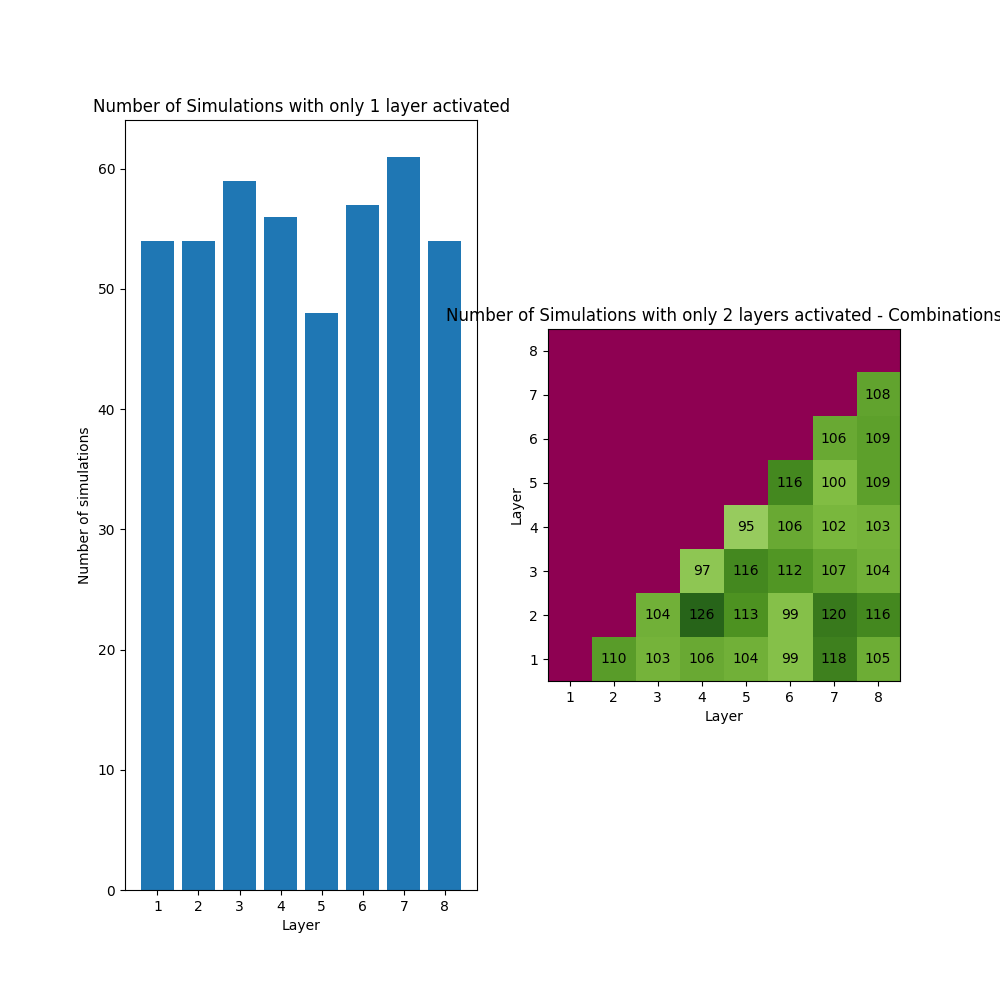 Number of Simulations with only 1 layer activated
60
50
40
30
20
10
0
Number of simulations
1 2 3 4 5 6 7 8
Layer
Number of Simulations with only 2 layers activated - Combinations
8
7 108
6 106 109
5 116 100 109
4 95 106 102 103
3 97 116 112 107 104
2 104 126 113 99 120 116
1 110 103 106 104 99 118 105
Layer
1 2 3 4 5 6 7 8
Layer